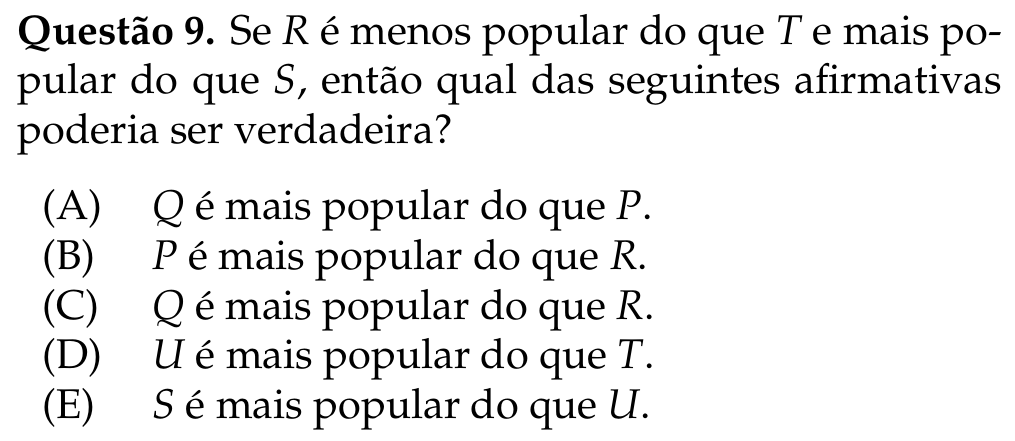 Questão 9. Se R é menos popular do que T e mais po-
pular do que S, então qual das seguintes afirmativas
poderia ser verdadeira?
(A) Q é mais popular do que P.
(B) P é mais popular do que R.
(C) Q é mais popular do que R.
(D) U é mais popular do que T.
(E) S é mais popular do que U.